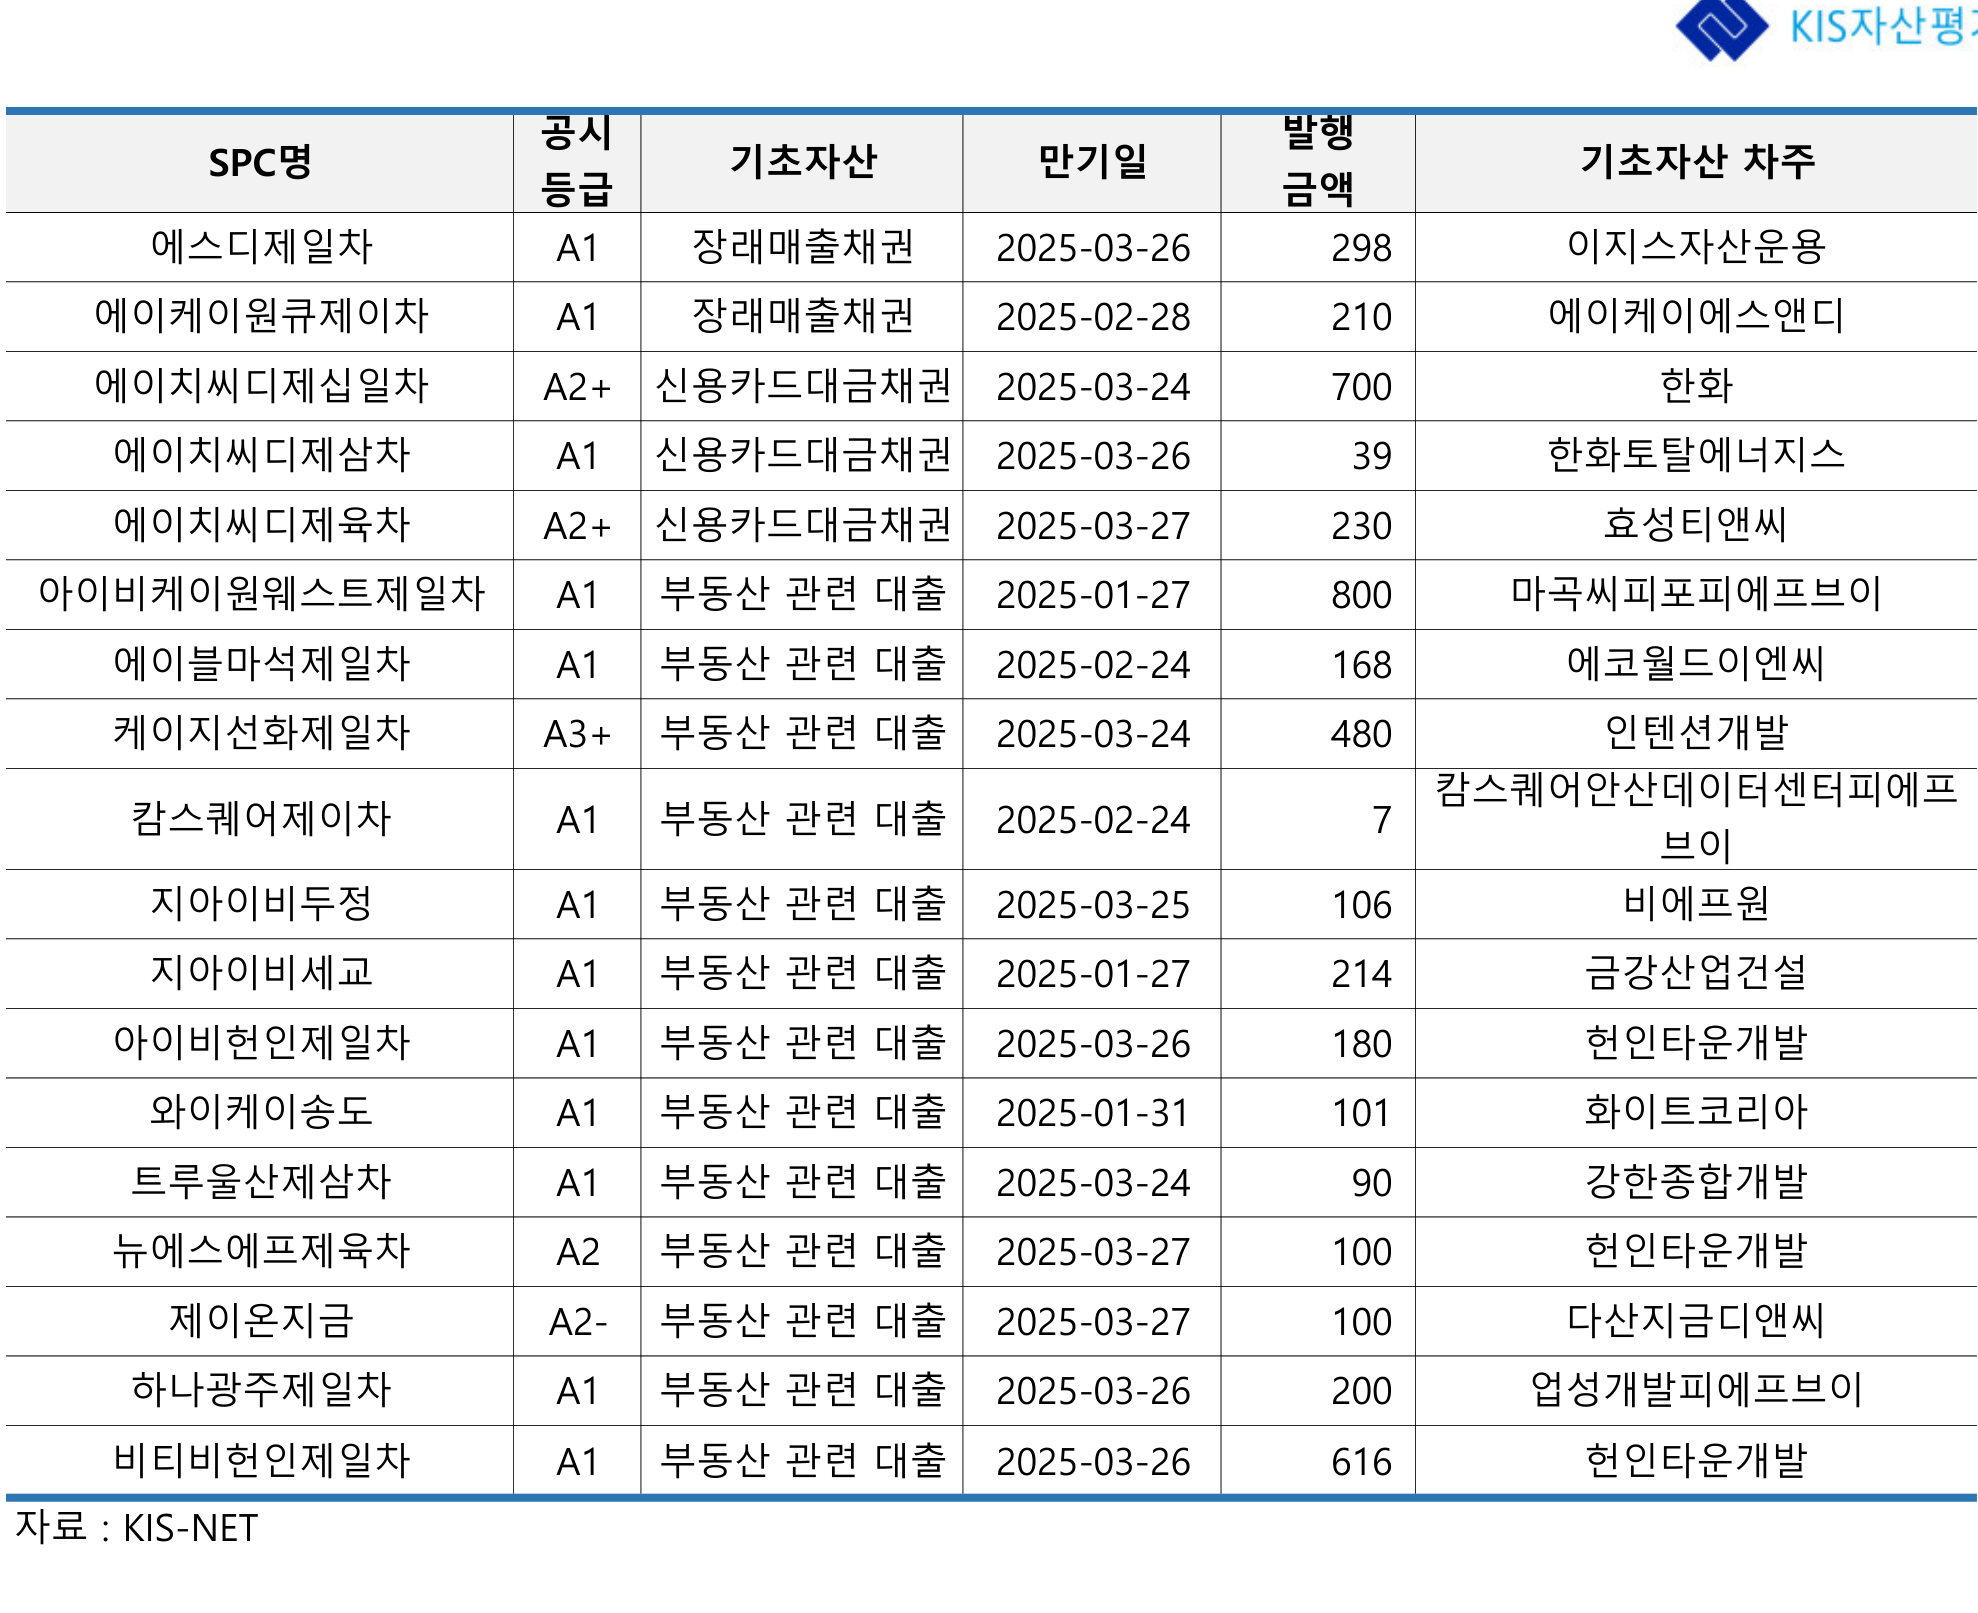 KIS자산평
SPC명 공시 등급 기초자산 만기일 발행 금액 기초자산 차주
에스디제일차 A1 장래매출채권 2025-03-26 298 이지스자산운용
에이케이원큐제이차 A1 장래매출채권 2025-02-28 210 에이케이에스앤디
에이치씨디제십일차 A2+ 신용카드대금채권 2025-03-24 700 한화
에이치씨디제삼차 A1 신용카드대금채권 2025-03-26 39 한화토탈에너지스
에이치씨디제육차 A2+ 신용카드대금채권 2025-03-27 230 효성티앤씨
아이비케이원웨스트제일차 A1 부동산 관련 대출 2025-01-27 800 마곡씨피포피에프브이
에이블마석제일차 A1 부동산 관련 대출 2025-02-24 168 에코월드이엔씨
케이지선화제일차 A3+ 부동산 관련 대출 2025-03-24 480 인텐션개발
캄스퀘어제이차 A1 부동산 관련 대출 2025-02-24 7 캄스퀘어안산데이터센터피에프
브이
지아이비두정 A1 부동산 관련 대출 2025-03-25 106 비에프원
지아이비세교 A1 부동산 관련 대출 2025-01-27 214 금강산업건설
아이비헌인제일차 A1 부동산 관련 대출 2025-03-26 180 헌인타운개발
와이케이송도 A1 부동산 관련 대출 2025-01-31 101 화이트코리아
트루울산제삼차 A1 부동산 관련 대출 2025-03-24 90 강한종합개발
뉴에스에프제육차 A2 부동산 관련 대출 2025-03-27 100 헌인타운개발
제이온지금 A2- 부동산 관련 대출 2025-03-27 100 다산지금디앤씨
하나광주제일차 A1 부동산 관련 대출 2025-03-26 200 업성개발피에프브이
비티비헌인제일차 A1 부동산 관련 대출 2025-03-26 616 헌인타운개발
자료 : KIS-NET